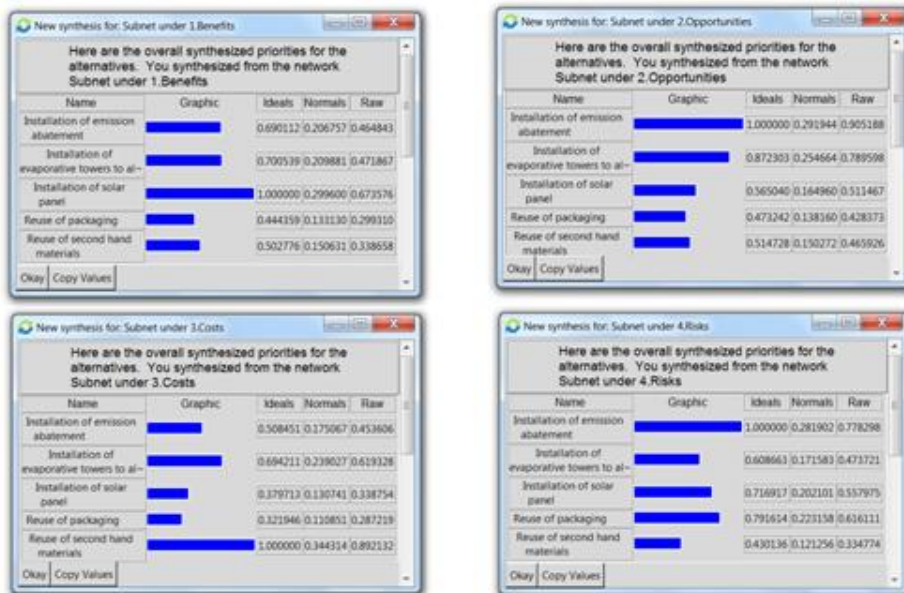 New synthesis for: Subnet under 1.Benefits
Here are the overall synthesized priorities for the
alternatives. You synthesized from the network
Subnet under 1.Benefits
Name Graphic Ideals Normals Raw
Installation of emission
abatement
0.690112 0.206757 0.464843
Installation of
evaporative towers to al~
0.700539 0.209881 0.471867
Installation of solar
panel
1.000000 0.299600 0.673576
Reuse of packaging 0.444359 0.133130 0.299310
Reuse of second hand
materials
0.502776 0.150631 0.338658
Okay Copy Values
New synthesis for: Subnet under 2.Opportunities
Here are the overall synthesized priorities for the
alternatives. You synthesized from the network
Subnet under 2.Opportunities
Name Graphic Ideals Normals Raw
Installation of emission
abatement
1.000000 0.291944 0.905188
Installation of
evaporative towers to al~
0.872303 0.254664 0.789598
Installation of solar
panel
0.565040 0.164960 0.511467
Reuse of packaging 0.473242 0.138160 0.428373
Reuse of second hand
materials
0.514728 0.150272 0.465926
Okay Copy Values
New synthesis for: Subnet under 3.Costs
Here are the overall synthesized priorities for the
alternatives. You synthesized from the network
Subnet under 3.Costs
Name Graphic Ideals Normals Raw
Installation of emission
abatement
0.508451 0.175067 0.453606
Installation of
evaporative towers to al~
0.694211 0.239027 0.619328
Installation of solar
panel
0.379713 0.130741 0.338754
Reuse of packaging 0.321946 0.110851 0.287219
Reuse of second hand
materials
1.000000 0.344314 0.892132
Okay Copy Values
New synthesis for: Subnet under 4.Risks
Here are the overall synthesized priorities for the
alternatives. You synthesized from the network
Subnet under 4.Risks
Name Graphic Ideals Normals Raw
Installation of emission
abatement
1.000000 0.281902 0.778298
Installation of
evaporative towers to al~
0.608663 0.171583 0.473721
Installation of solar
panel
0.716917 0.202101 0.557975
Reuse of packaging 0.791614 0.223158 0.616111
Reuse of second hand
materials
0.430136 0.121256 0.334774
Okay Copy Values